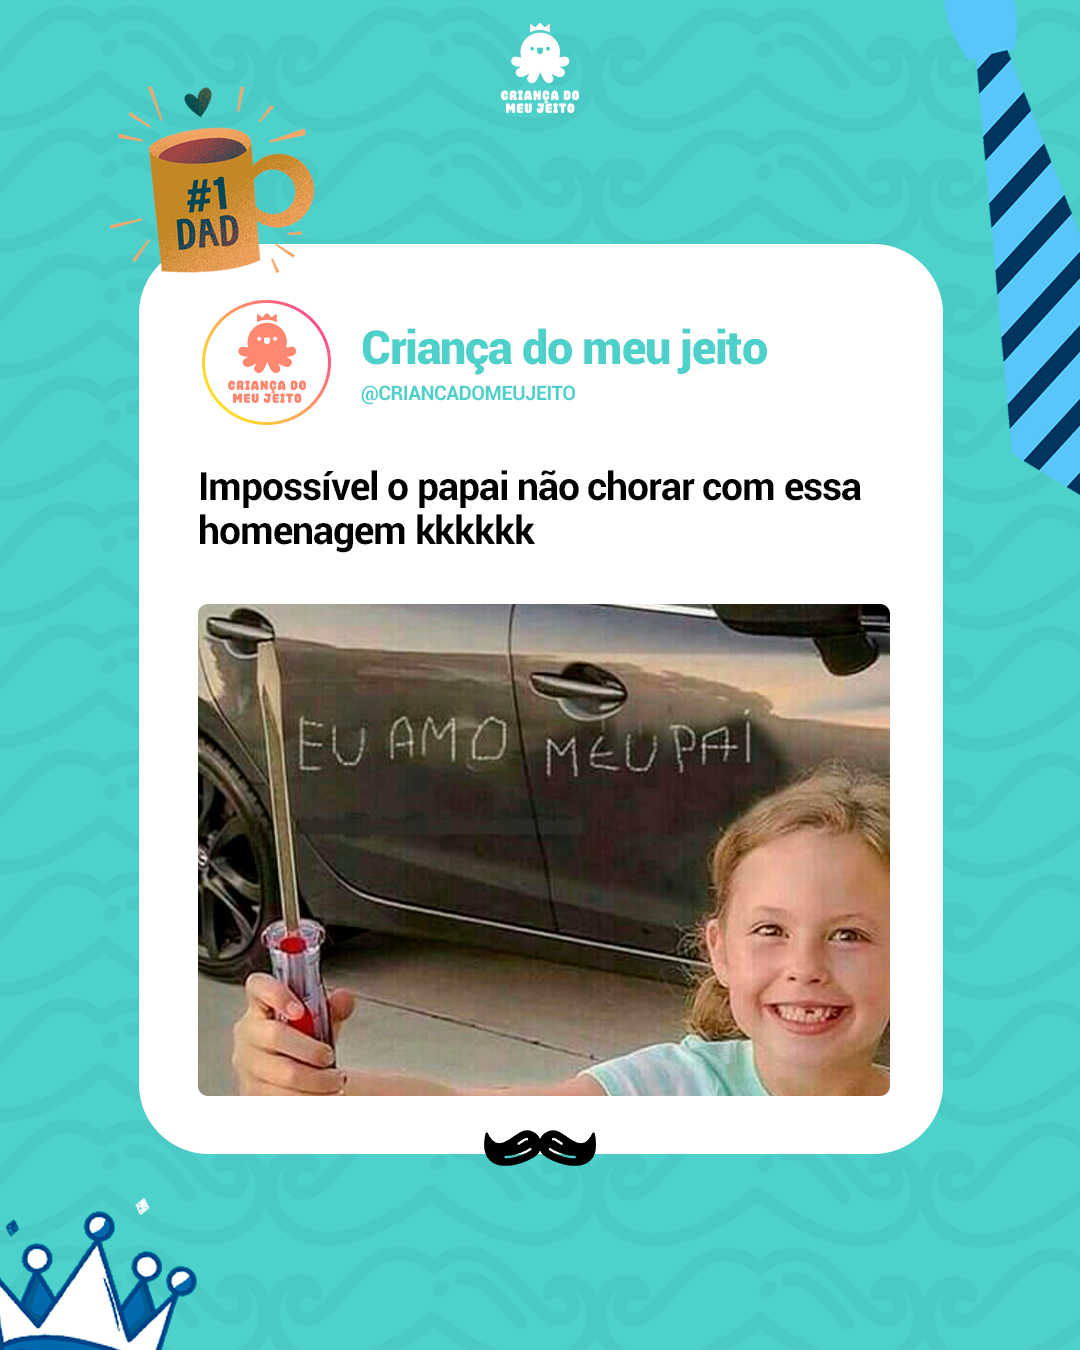 CRIANÇA DO
MEU JEITO
#1
DAD
CRIANÇA DO
MEU JEITO
Criança do meu jeito
@CRIANCADOMEUJEITO
Impossível o papai não chorar com essa
homenagem kkkkkk
EU AMO MEU PAI